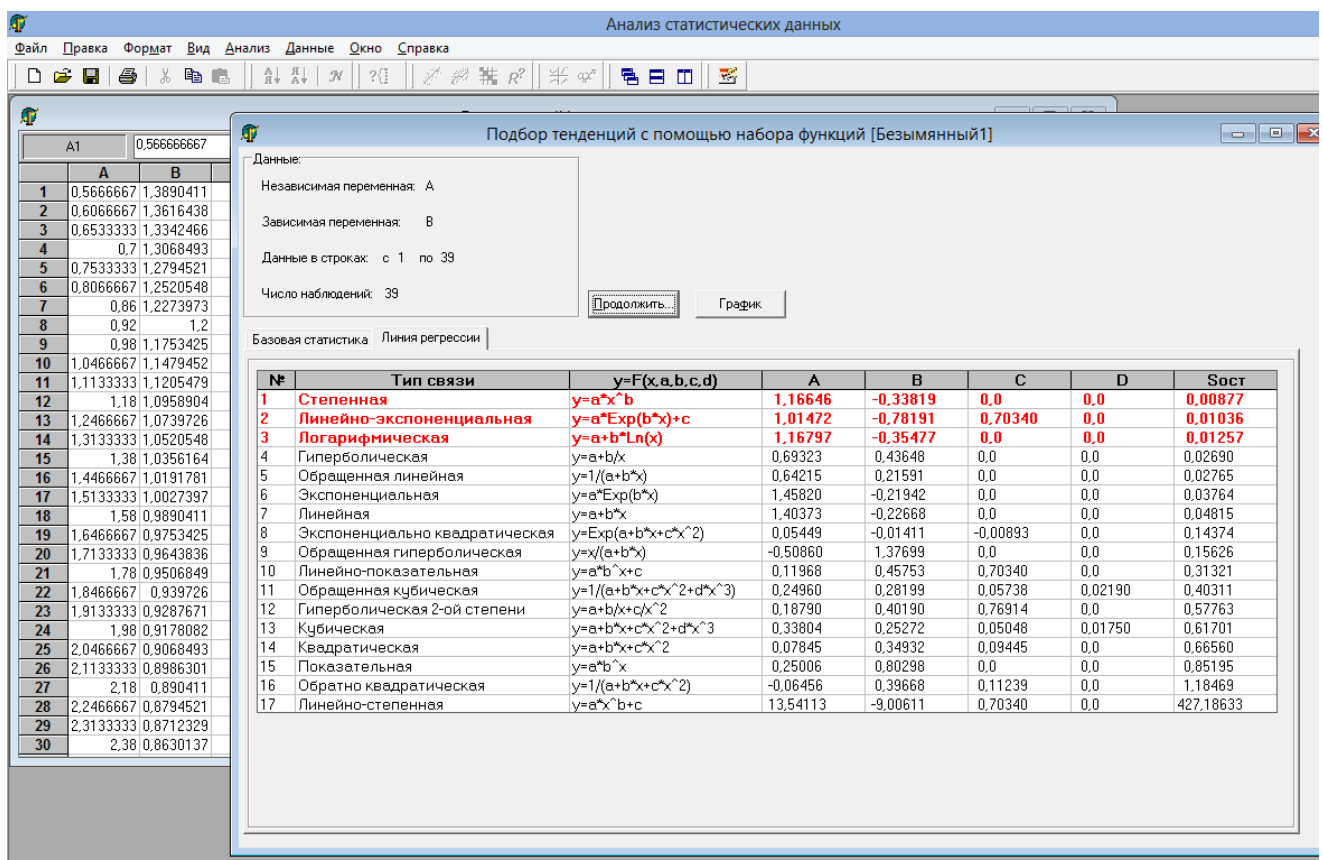 Анализ статистических данных
Файл Правка Формат Вид Анализ Данные Окно Справка
A1 0,566666667
A B
1 0,5666667 1,3890411
2 0,6066667 1,3616438
3 0,6533333 1,3342466
4 0,7 1,3068493
5 0,7533333 1,2794521
6 0,8066667 1,2520548
7 0,86 1,2273973
8 0,92 1,2
9 0,98 1,1753425
10 1,0466667 1,1479452
11 1,1133333 1,1205479
12 1,18 1,0958904
13 1,2466667 1,0739726
14 1,3133333 1,0520548
15 1,38 1,0356164
16 1,4466667 1,0191781
17 1,5133333 1,0027397
18 1,58 0,9890411
19 1,6466667 0,9753425
20 1,7133333 0,9643836
21 1,78 0,9506849
22 1,8466667 0,939726
23 1,9133333 0,9287671
24 1,98 0,9178082
25 2,0466667 0,9068493
26 2,1133333 0,8986301
27 2,18 0,890411
28 2,2466667 0,8794521
29 2,3133333 0,8712329
30 2,38 0,8630137
Подбор тенденций с помощью набора функций [Безымянный1]
Данные:
Независимая переменная: A
Зависимая переменная: B
Данные в строках: с 1 по 39
Число наблюдений: 39
Продолжить... График
Базовая статистика Линия регрессии
№ Тип связи y=F(x,a,b,c,d) A B C D Sост
1 Степенная y=a*x^b 1,16646 -0,33819 0,0 0,0 0,00877
2 Линейно-экспоненциальная y=a*Exp(b*x)+c 1,01472 -0,78191 0,70340 0,0 0,01036
3 Логарифмическая y=a+b*Ln(x) 1,16797 -0,35477 0,0 0,0 0,01257
4 Гиперболическая y=a+b/x 0,69323 0,43648 0,0 0,0 0,02690
5 Обращенная линейная y=1/(a+b*x) 0,64215 0,21591 0,0 0,0 0,02765
6 Экспоненциальная y=a*Exp(b*x) 1,45820 -0,21942 0,0 0,0 0,03764
7 Линейная y=a+b*x 1,40373 -0,22668 0,0 0,0 0,04815
8 Экспоненциально квадратическая y=Exp(a+b*x+c*x^2) 0,05449 -0,01411 -0,00893 0,0 0,14374
9 Обращенная гиперболическая y=x/(a+b*x) -0,50860 1,37699 0,0 0,0 0,15626
10 Линейно-показательная y=a*b^x+c 0,11968 0,45753 0,70340 0,0 0,31321
11 Обращенная кубическая y=1/(a+b*x+c*x^2+d*x^3) 0,24960 0,28199 0,05738 0,02190 0,40311
12 Гиперболическая 2-ой степени y=a+b/x+c/x^2 0,18790 0,40190 0,76914 0,0 0,57763
13 Кубическая y=a+b*x+c*x^2+d*x^3 0,33804 0,25272 0,05048 0,01750 0,61701
14 Квадратическая y=a+b*x+c*x^2 0,07845 0,34932 0,09445 0,0 0,66560
15 Показательная y=a*b^x 0,25006 0,80298 0,0 0,0 0,85195
16 Обратно квадратическая y=1/(a+b*x+c*x^2) -0,06456 0,39668 0,11239 0,0 1,18469
17 Линейно-степенная y=a*x^b+c 13,54113 -9,00611 0,70340 0,0 427,18633